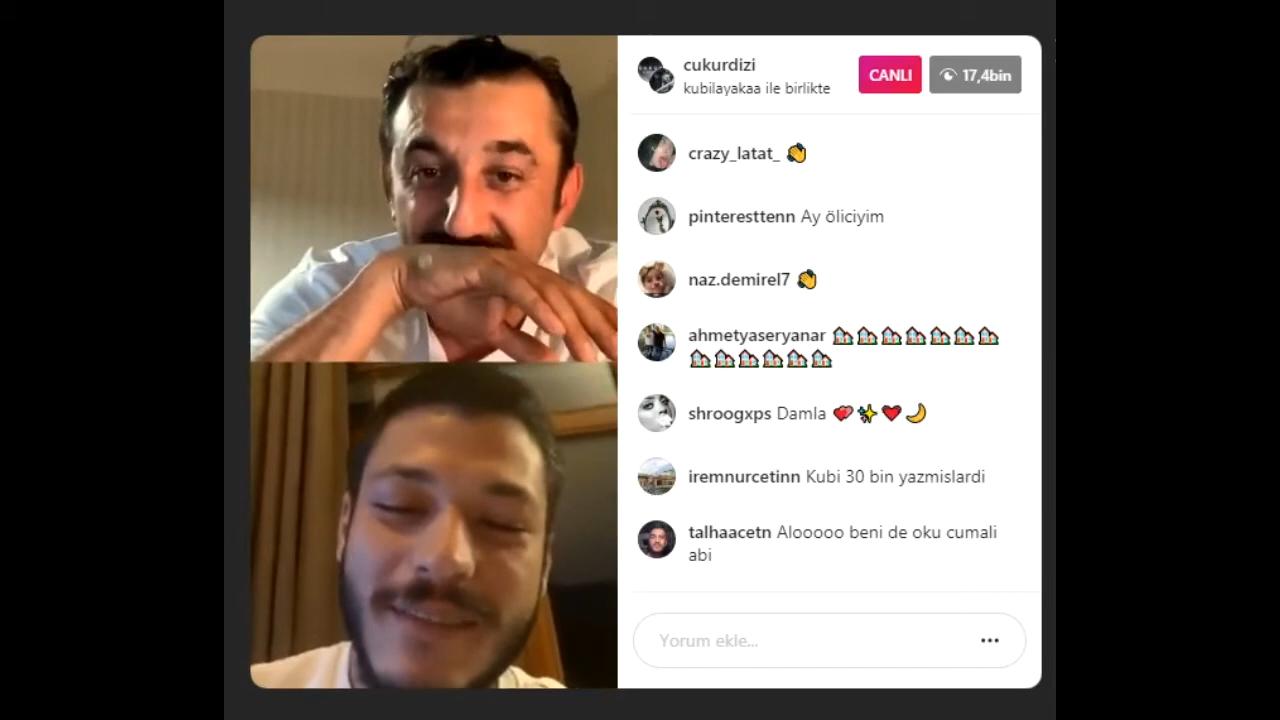 cukurdizi
kubilayakaa ile birlikte
CANLI
17,4bin
crazy_latat_ 👏
pinteresttenn Ay öliciyim
naz.demirel7 👏
ahmetyaseryanar 🏠🏠🏠🏠🏠🏠🏠
🏠🏠🏠🏠🏠🏠
shroogxps Damla 💕✨❤️🌙
iremnurcetinn Kubi 30 bin yazmislardi
talhaacetn Alooooo beni de oku cumali
abi
Yorum ekle...